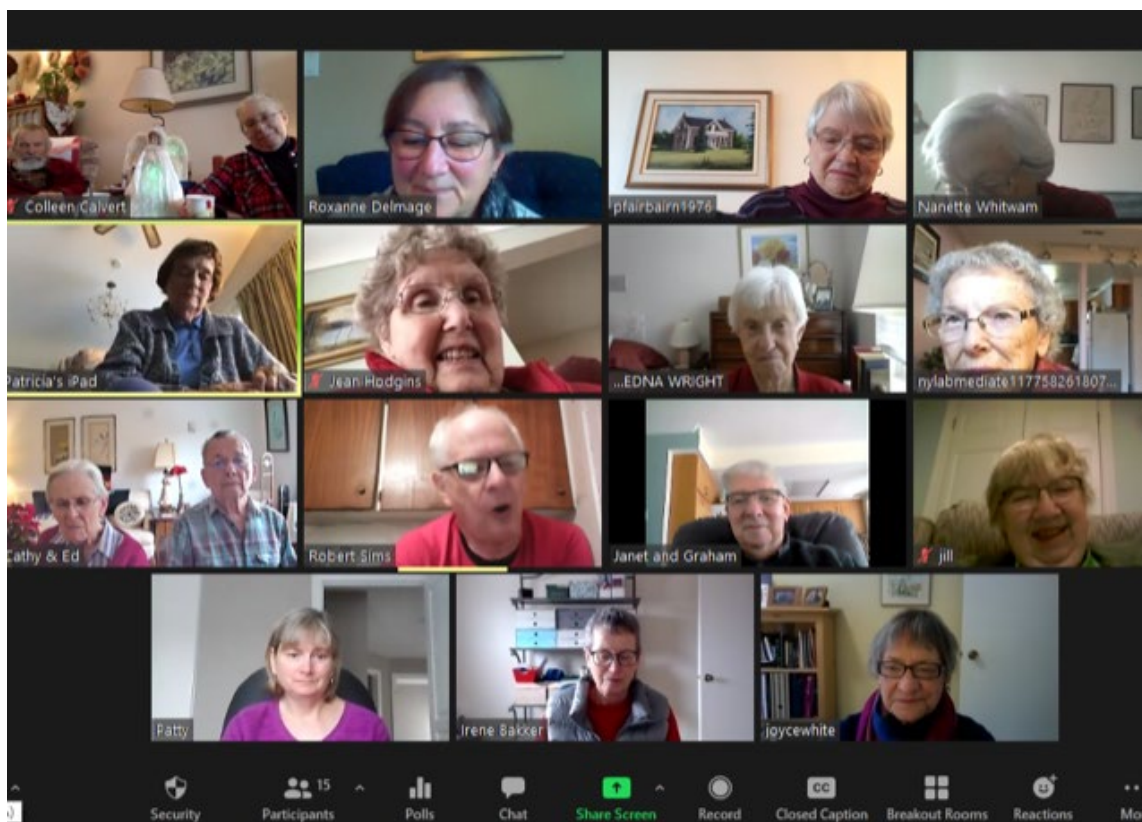 Colleen Calvert
Roxanne Delmage
pfairbairn1976
Nanette Whitwam
Patricia's iPad
Jean Hodgins
...EDNA WRIGHT
nylabmediate117758261807...
Cathy & Ed
Robert Sims
Janet and Graham
jill
Patty
Irene Bakker
joycewhite
15
CC
Security
Participants
Polls
Chat
Share Screen
Record
Closed Caption
Breakout Rooms
Reactions
Mo